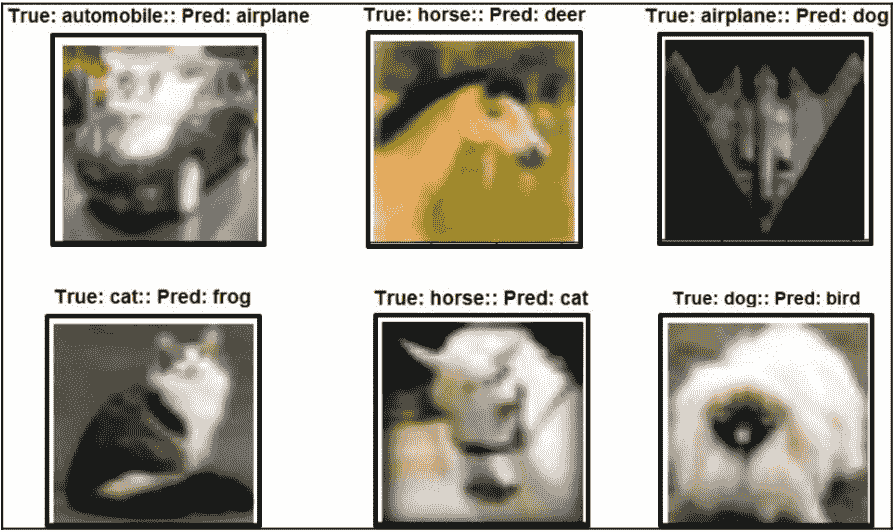 True: automobile:: Pred: airplane
True: horse:: Pred: deer
True: airplane:: Pred: dog
True: cat:: Pred: frog
True: horse:: Pred: cat
True: dog:: Pred: bird